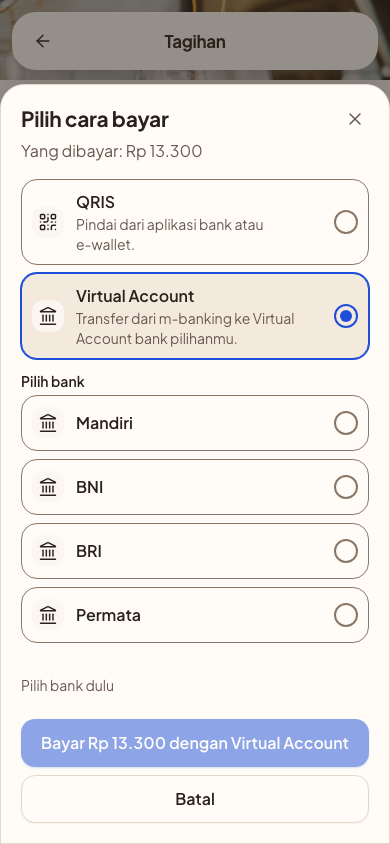 Tagihan
Pilih cara bayar
Yang dibayar: Rp 13.300
QRIS
Pindai dari aplikasi bank atau
e-wallet.
Virtual Account
Transfer dari m-banking ke Virtual
Account bank pilihanmu.
Pilih bank
Mandiri
BNI
BRI
Permata
Pilih bank dulu
Bayar Rp 13.300 dengan Virtual Account
Batal